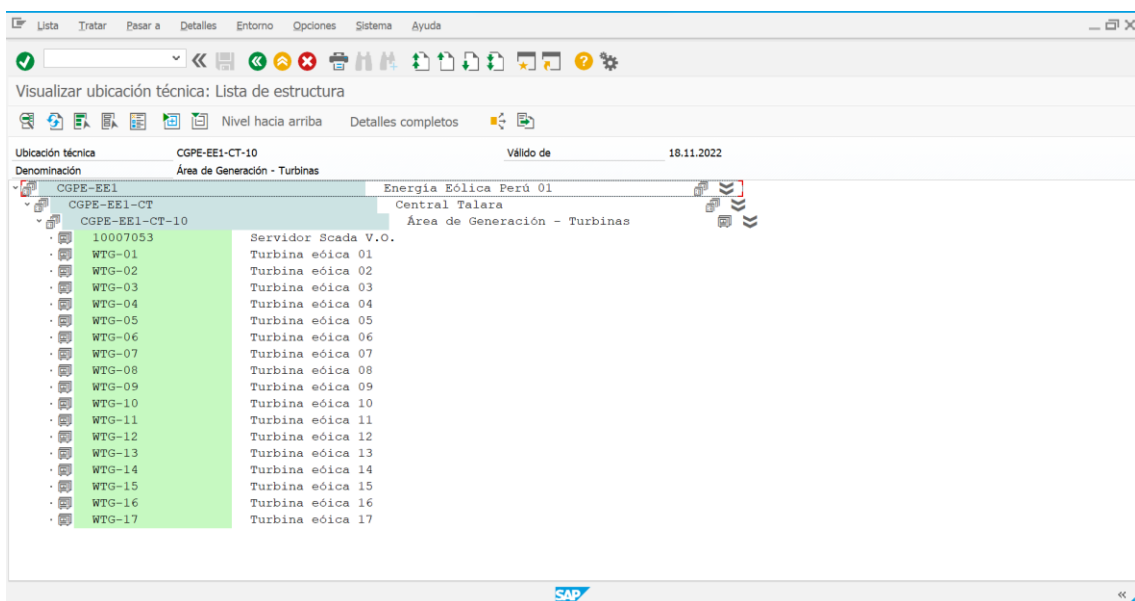 Lista Tratar Pasar a Detalles Entorno Opciones Sistema Ayuda
Visualizar ubicación técnica: Lista de estructura
Nivel hacia arriba Detalles completos
Ubicación técnica CGPE-EE1-CT-10 Válido de 18.11.2022
Denominación Área de Generación - Turbinas
CGPE-EE1 Energía Eólica Perú 01
CGPE-EE1-CT Central Talara
CGPE-EE1-CT-10 Área de Generación - Turbinas
10007053 Servidor Scada V.O.
WTG-01 Turbina eóica 01
WTG-02 Turbina eóica 02
WTG-03 Turbina eóica 03
WTG-04 Turbina eóica 04
WTG-05 Turbina eóica 05
WTG-06 Turbina eóica 06
WTG-07 Turbina eóica 07
WTG-08 Turbina eóica 08
WTG-09 Turbina eóica 09
WTG-10 Turbina eóica 10
WTG-11 Turbina eóica 11
WTG-12 Turbina eóica 12
WTG-13 Turbina eóica 13
WTG-14 Turbina eóica 14
WTG-15 Turbina eóica 15
WTG-16 Turbina eóica 16
WTG-17 Turbina eóica 17
SAP